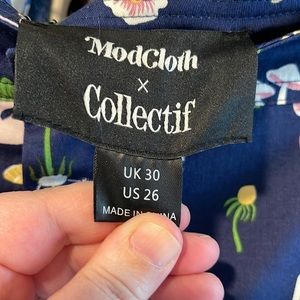 ModCloth
x
Collectif
UK 30
US 26
MADE IN CHINA